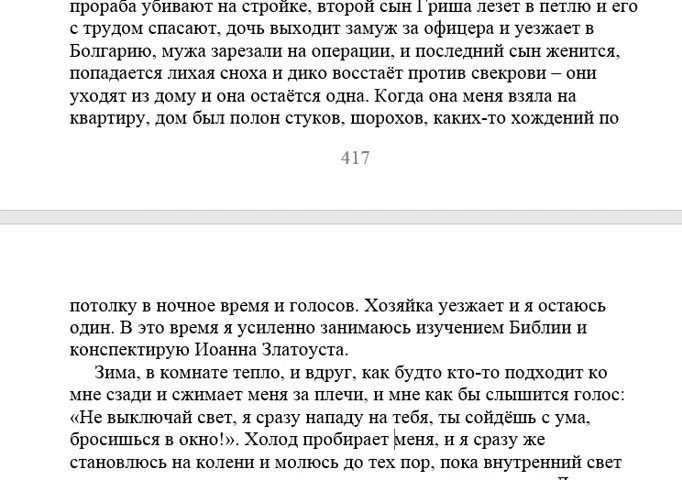 прораба убивают на стройке, второй сын Гриша лезет в петлю и его
с трудом спасают, дочь выходит замуж за офицера и уезжает в
Болгарию, мужа зарезали на операции, и последний сын женится,
попадается лихая сноха и дико восстаёт против свекрови – они
уходят из дому и она остаётся одна. Когда она меня взяла на
квартиру, дом был полон стуков, шорохов, каких-то хождений по
417
потолку в ночное время и голосов. Хозяйка уезжает и я остаюсь
один. В это время я усиленно занимаюсь изучением Библии и
конспектирую Иоанна Златоуста.
Зима, в комнате тепло, и вдруг, как будто кто-то подходит ко
мне сзади и сжимает меня за плечи, и мне как бы слышится голос:
«Не выключай свет, я сразу нападу на тебя, ты сойдёшь с ума,
бросишься в окно!». Холод пробирает меня, и я сразу же
становлюсь на колени и молюсь до тех пор, пока внутренний свет